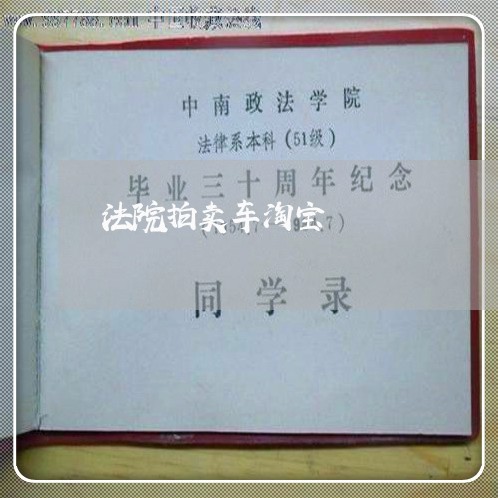 中南政法学院
法律系本科(51级)
毕业三十周年纪念
法院拍卖车淘宝
同学录